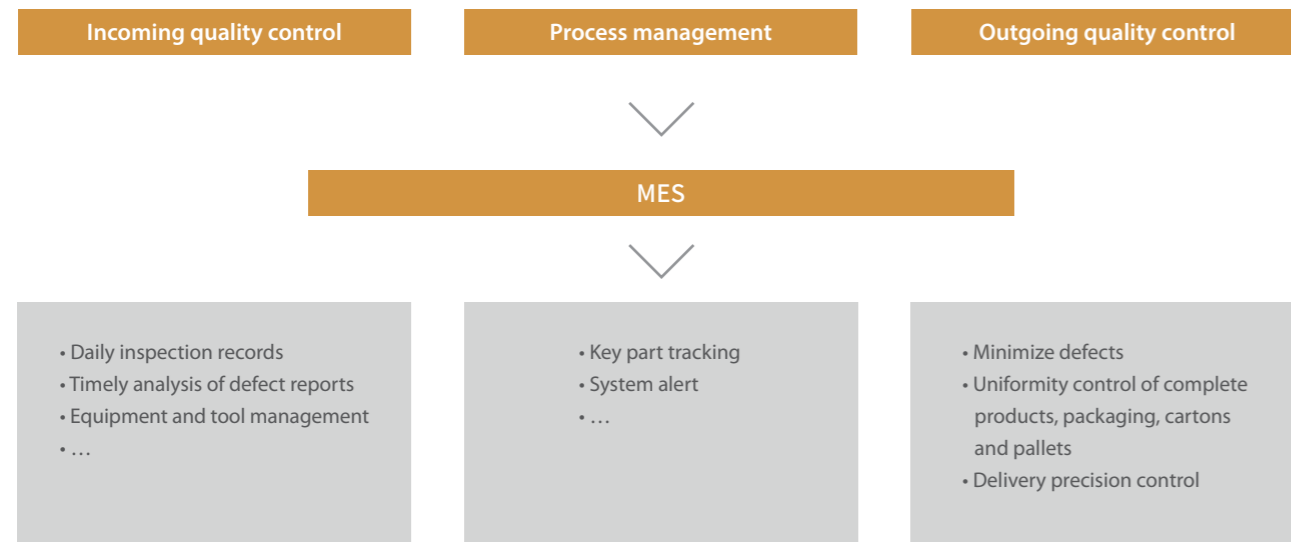 Incoming quality control
Process management
Outgoing quality control
MES
• Daily inspection records
• Timely analysis of defect reports
• Equipment and tool management
• …
• Key part tracking
• System alert
• …
• Minimize defects
• Uniformity control of complete
products, packaging, cartons
and pallets
• Delivery precision control